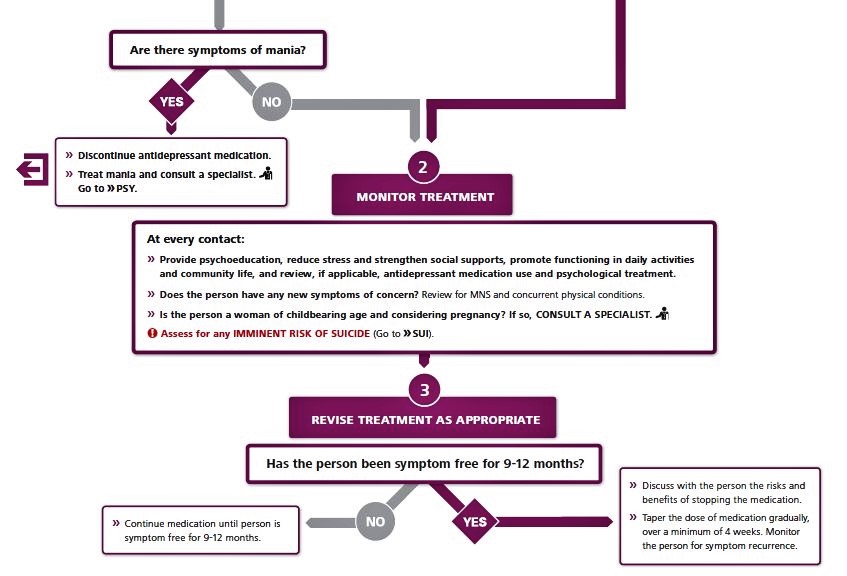 Are there symptoms of mania?
YES
NO
» Discontinue antidepressant medication.
» Treat mania and consult a specialist.
Go to » PSY.
2
MONITOR TREATMENT
At every contact:
» Provide psychoeducation, reduce stress and strengthen social supports, promote functioning in daily activities
and community life, and review, if applicable, antidepressant medication use and psychological treatment.
» Does the person have any new symptoms of concern? Review for MNS and concurrent physical conditions.
» Is the person a woman of childbearing age and considering pregnancy? If so, CONSULT A SPECIALIST.
! Assess for any IMMINENT RISK OF SUICIDE (Go to » SUI).
3
REVISE TREATMENT AS APPROPRIATE
Has the person been symptom free for 9-12 months?
NO
YES
» Continue medication until person is
symptom free for 9-12 months.
» Discuss with the person the risks and
benefits of stopping the medication.
» Taper the dose of medication gradually,
over a minimum of 4 weeks. Monitor
the person for symptom recurrence.